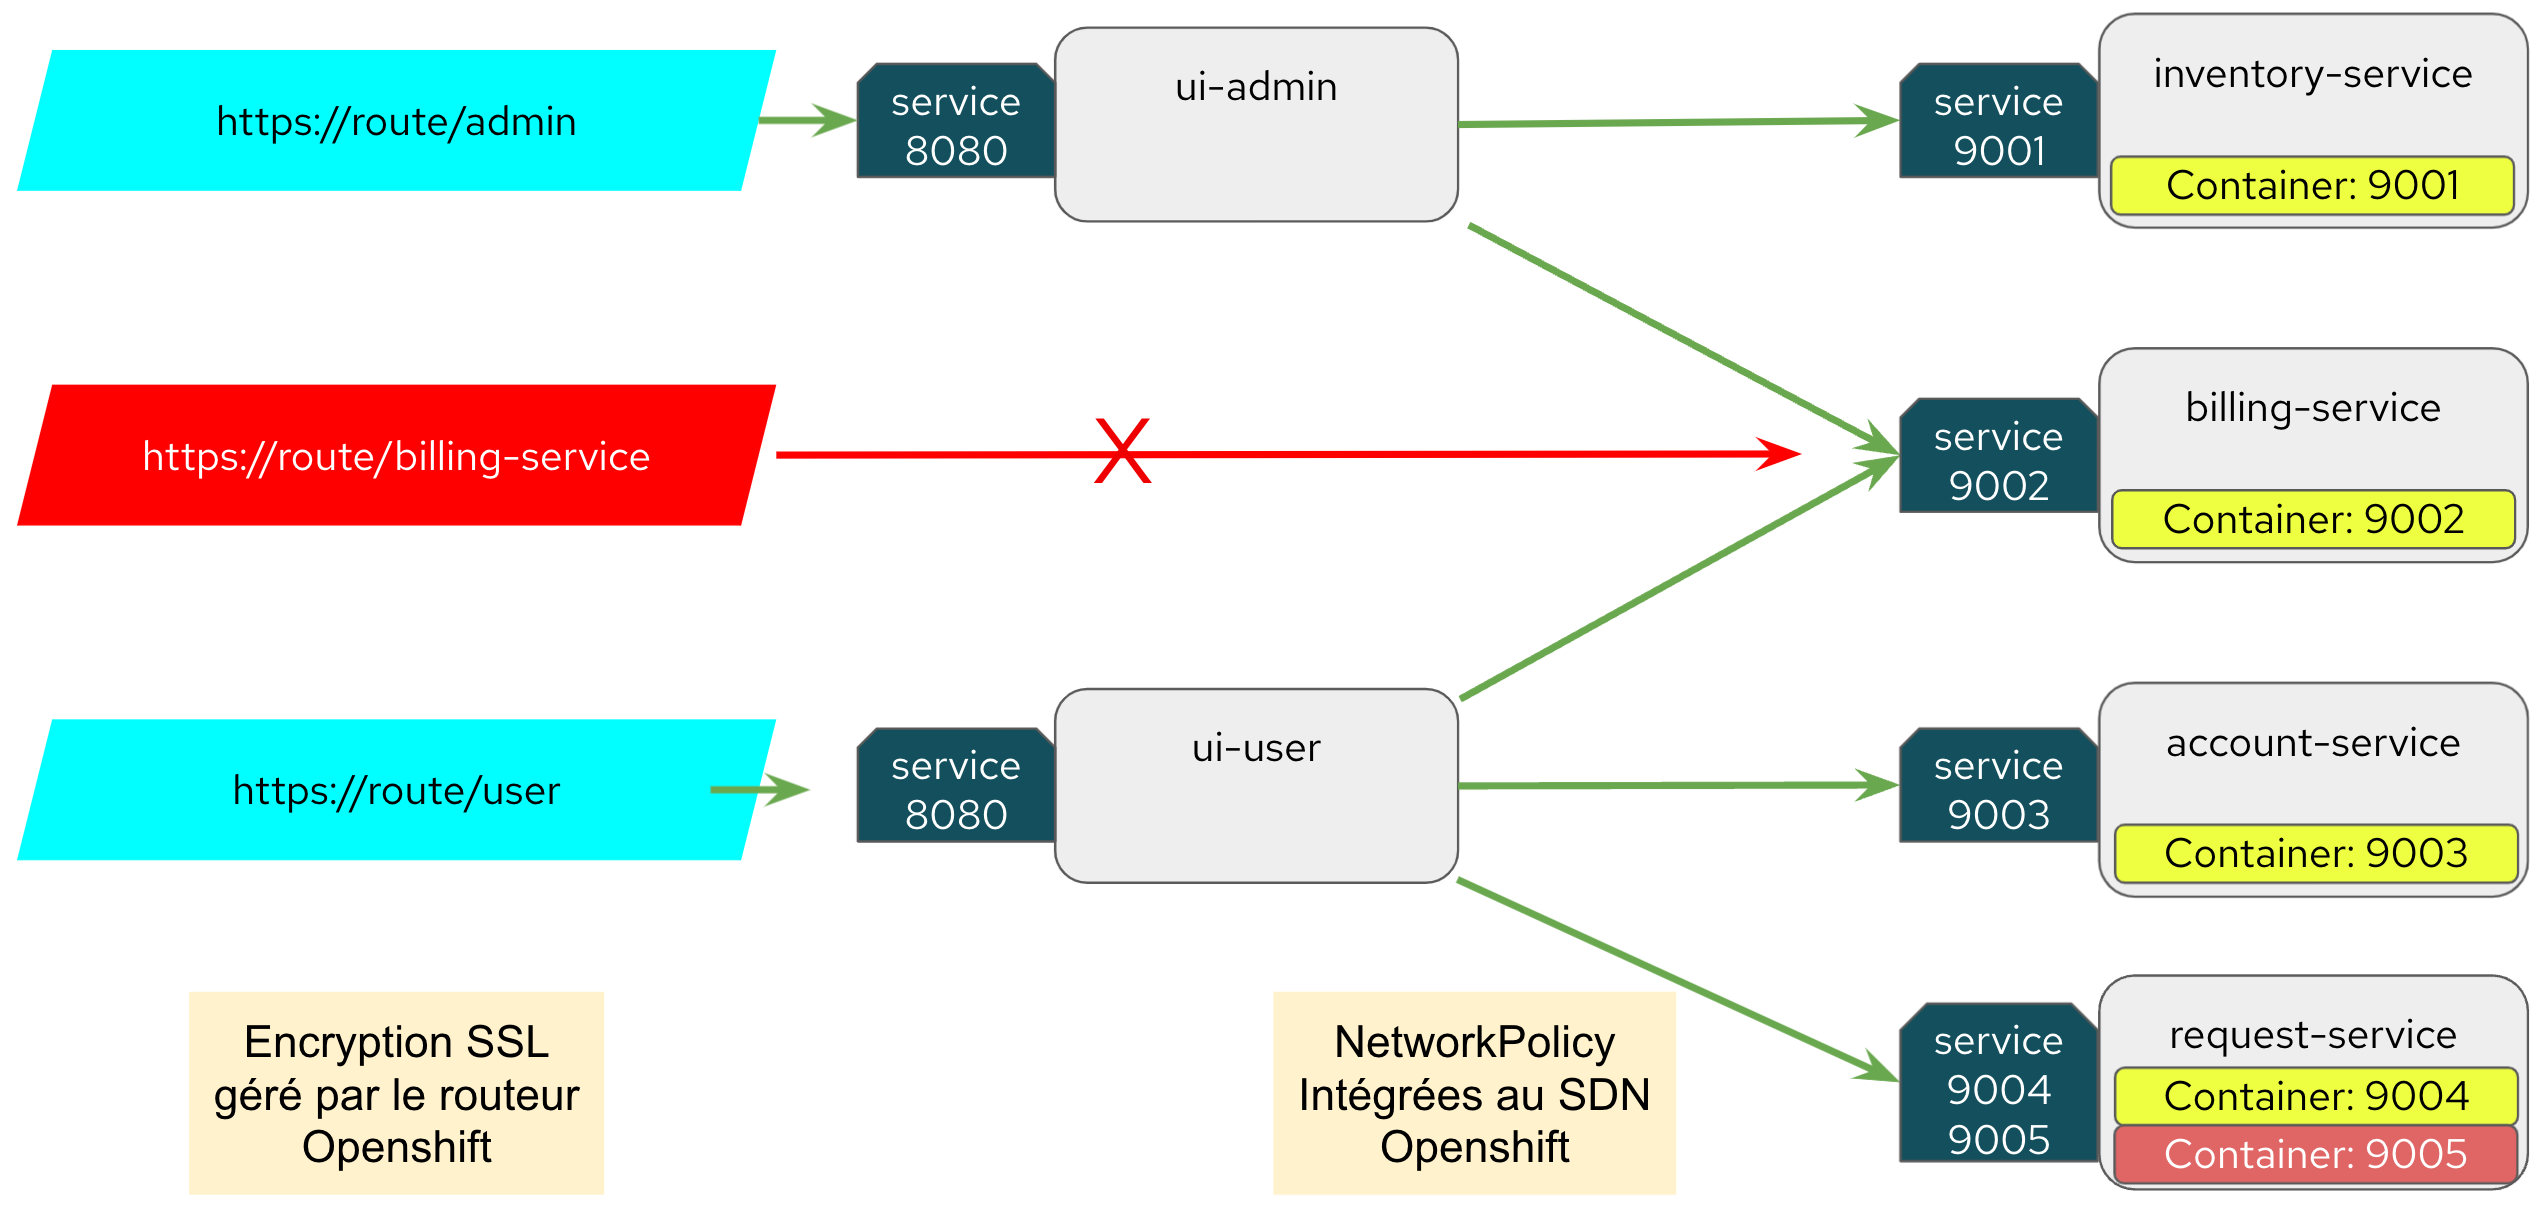 https://route/admin
service
8080
ui-admin
service
9001
inventory-service
Container: 9001
https://route/billing-service
X
service
9002
billing-service
Container: 9002
https://route/user
service
8080
ui-user
service
9003
account-service
Container: 9003
Encryption SSL
géré par le routeur
Openshift
NetworkPolicy
Intégrées au SDN
Openshift
service
9004
9005
request-service
Container: 9004
Container: 9005